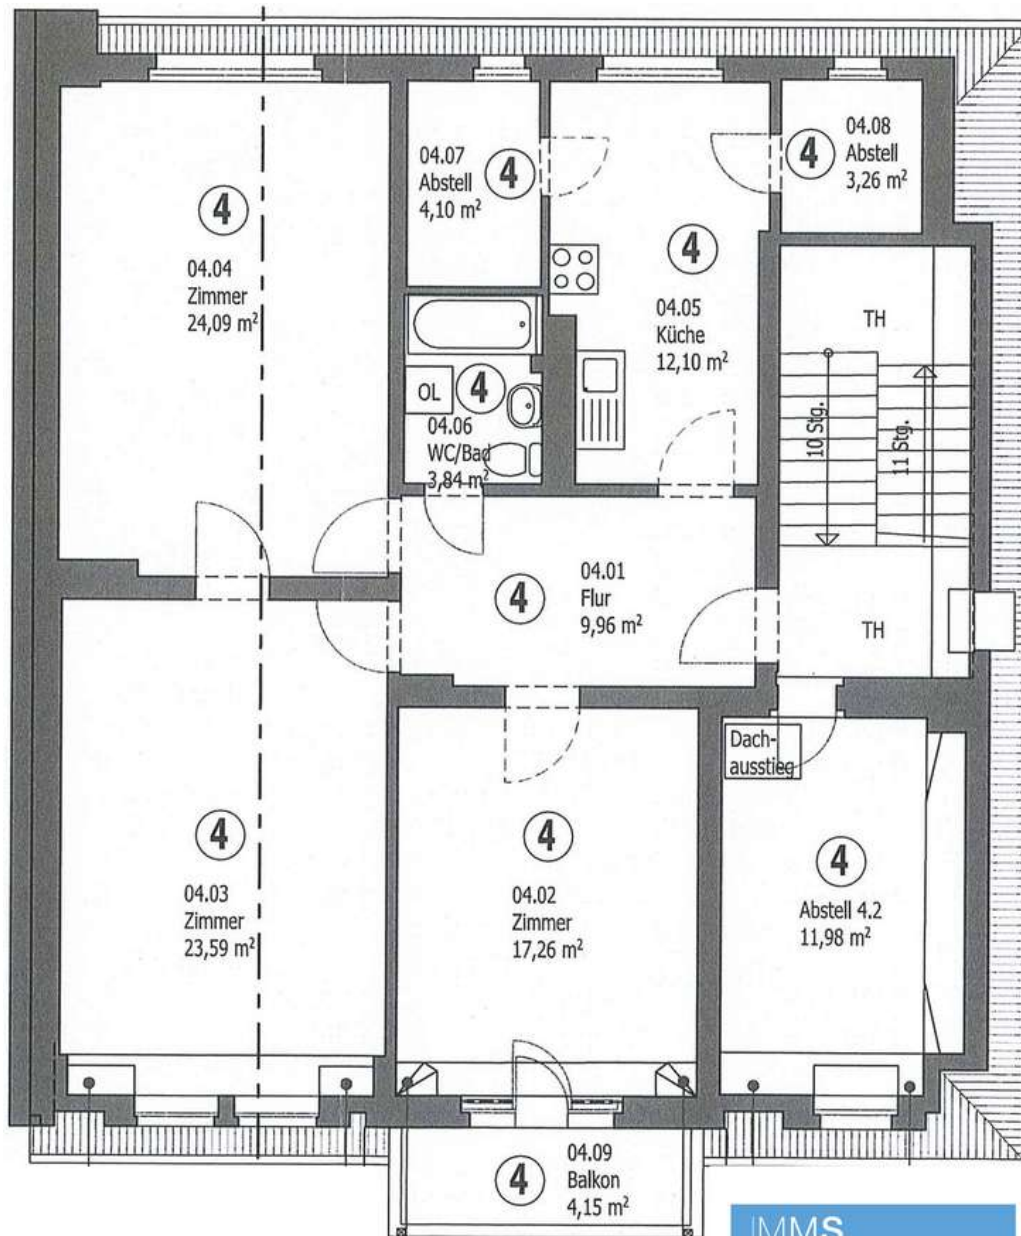 4
04.04
Zimmer
24,09 m²
04.07
Abstell
4,10 m²
4
4
04.05
Küche
12,10 m²
04.08
Abstell
3,26 m²
4
OL
4
04.06
WC/Bad
3,84 m²
TH
10 Stg.
11 Stg.
TH
4
04.01
Flur
9,96 m²
4
04.03
Zimmer
23,59 m²
4
04.02
Zimmer
17,26 m²
Dach-
ausstieg
4
Abstell 4.2
11,98 m²
4
04.09
Balkon
4,15 m²
IMMS